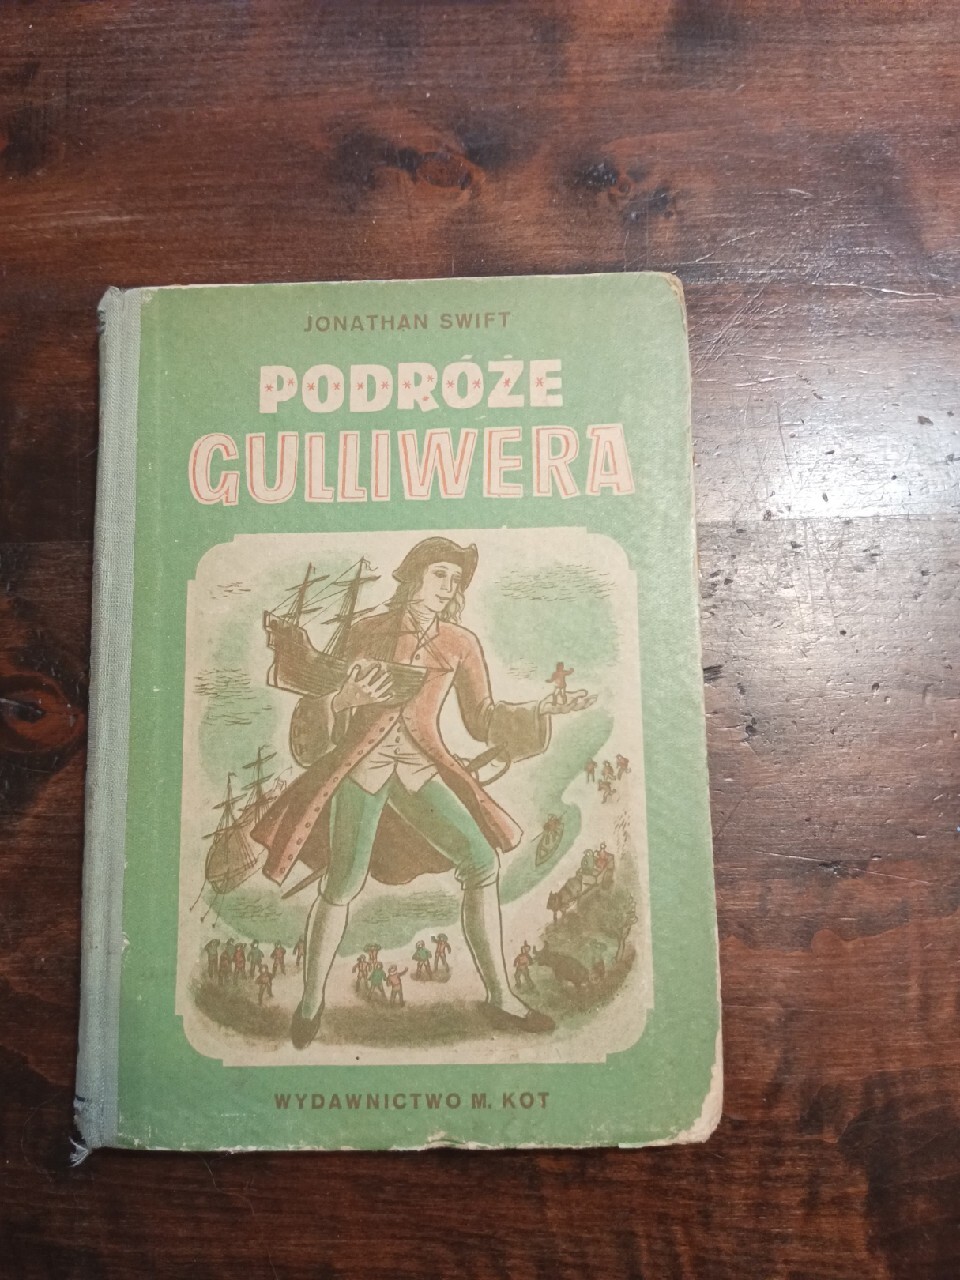 JONATHAN SWIFT
PODRÓŻE
GULLIWERA
WYDAWNICTWO M. KOT